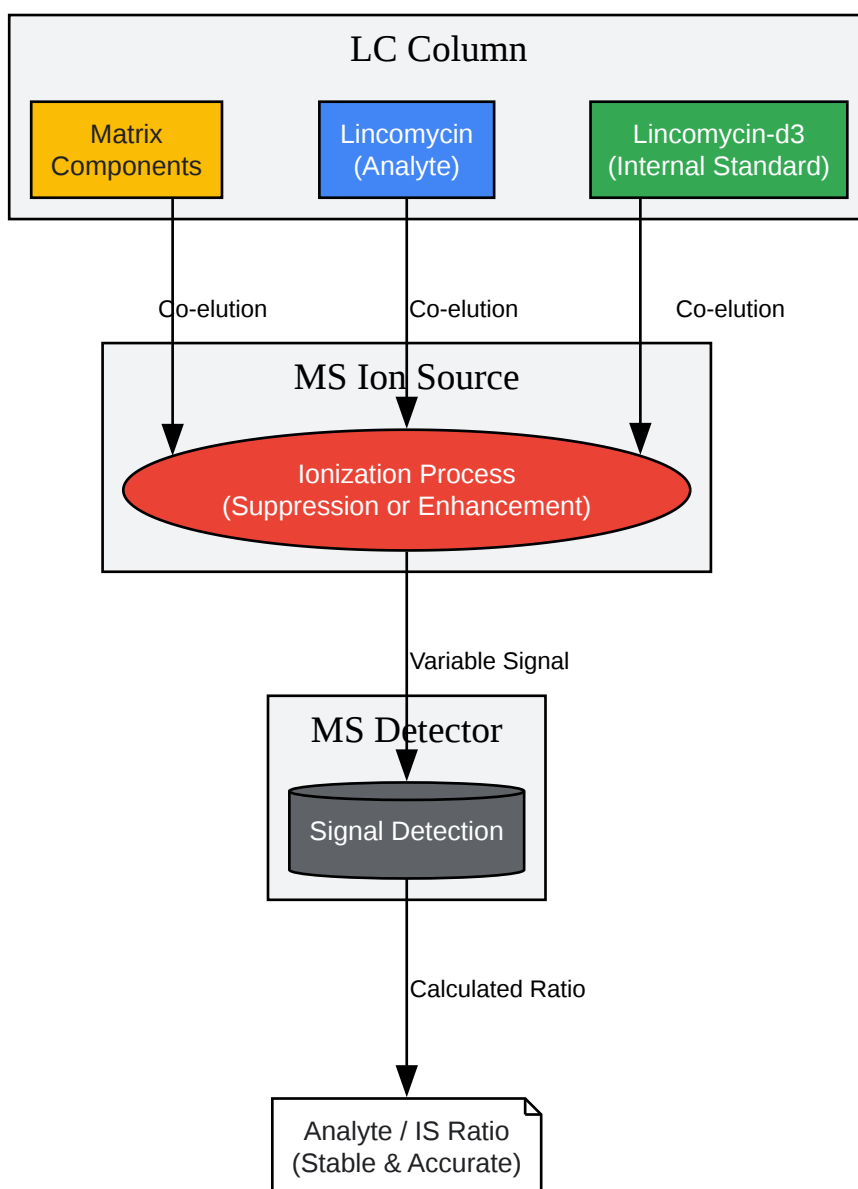 LC Column
Matrix
Components
Lincomycin
(Analyte)
Lincomycin-d3
(Internal Standard)
Co-elution
Co-elution
Co-elution
MS Ion Source
Ionization Process
(Suppression or Enhancement)
Variable Signal
MS Detector
Signal Detection
Calculated Ratio
Analyte / IS Ratio
(Stable & Accurate)